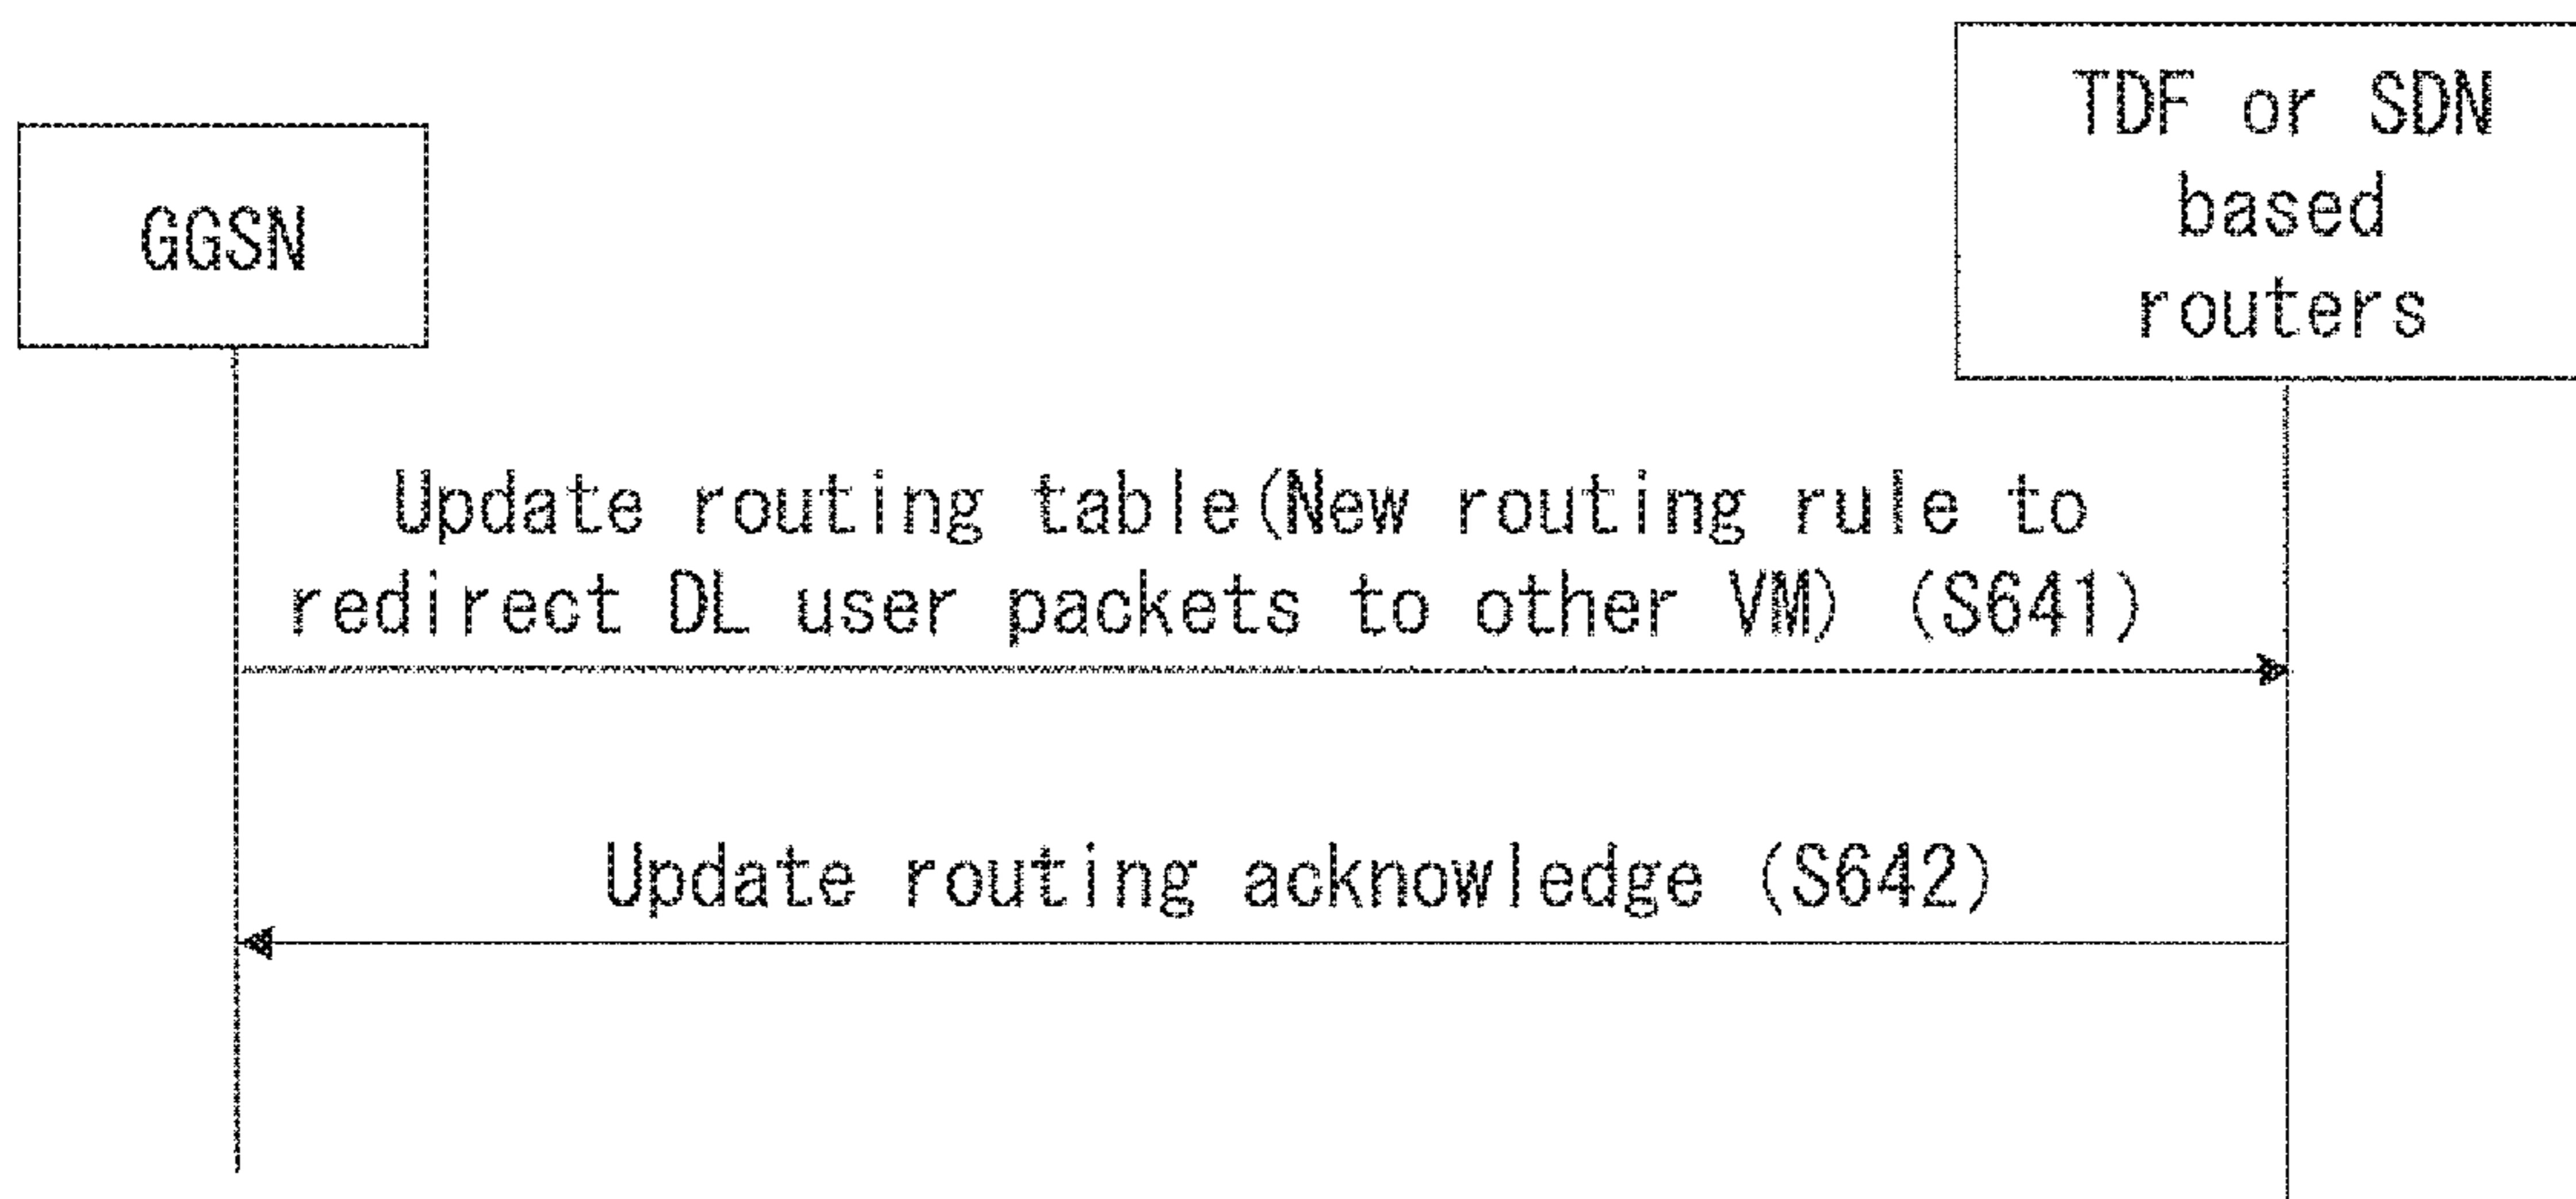 GGSN
TDF or SDN
based
routers
Update routing table(New routing rule to
redirect DL user packets to other VM) (S641)
Update routing acknowledge (S642)